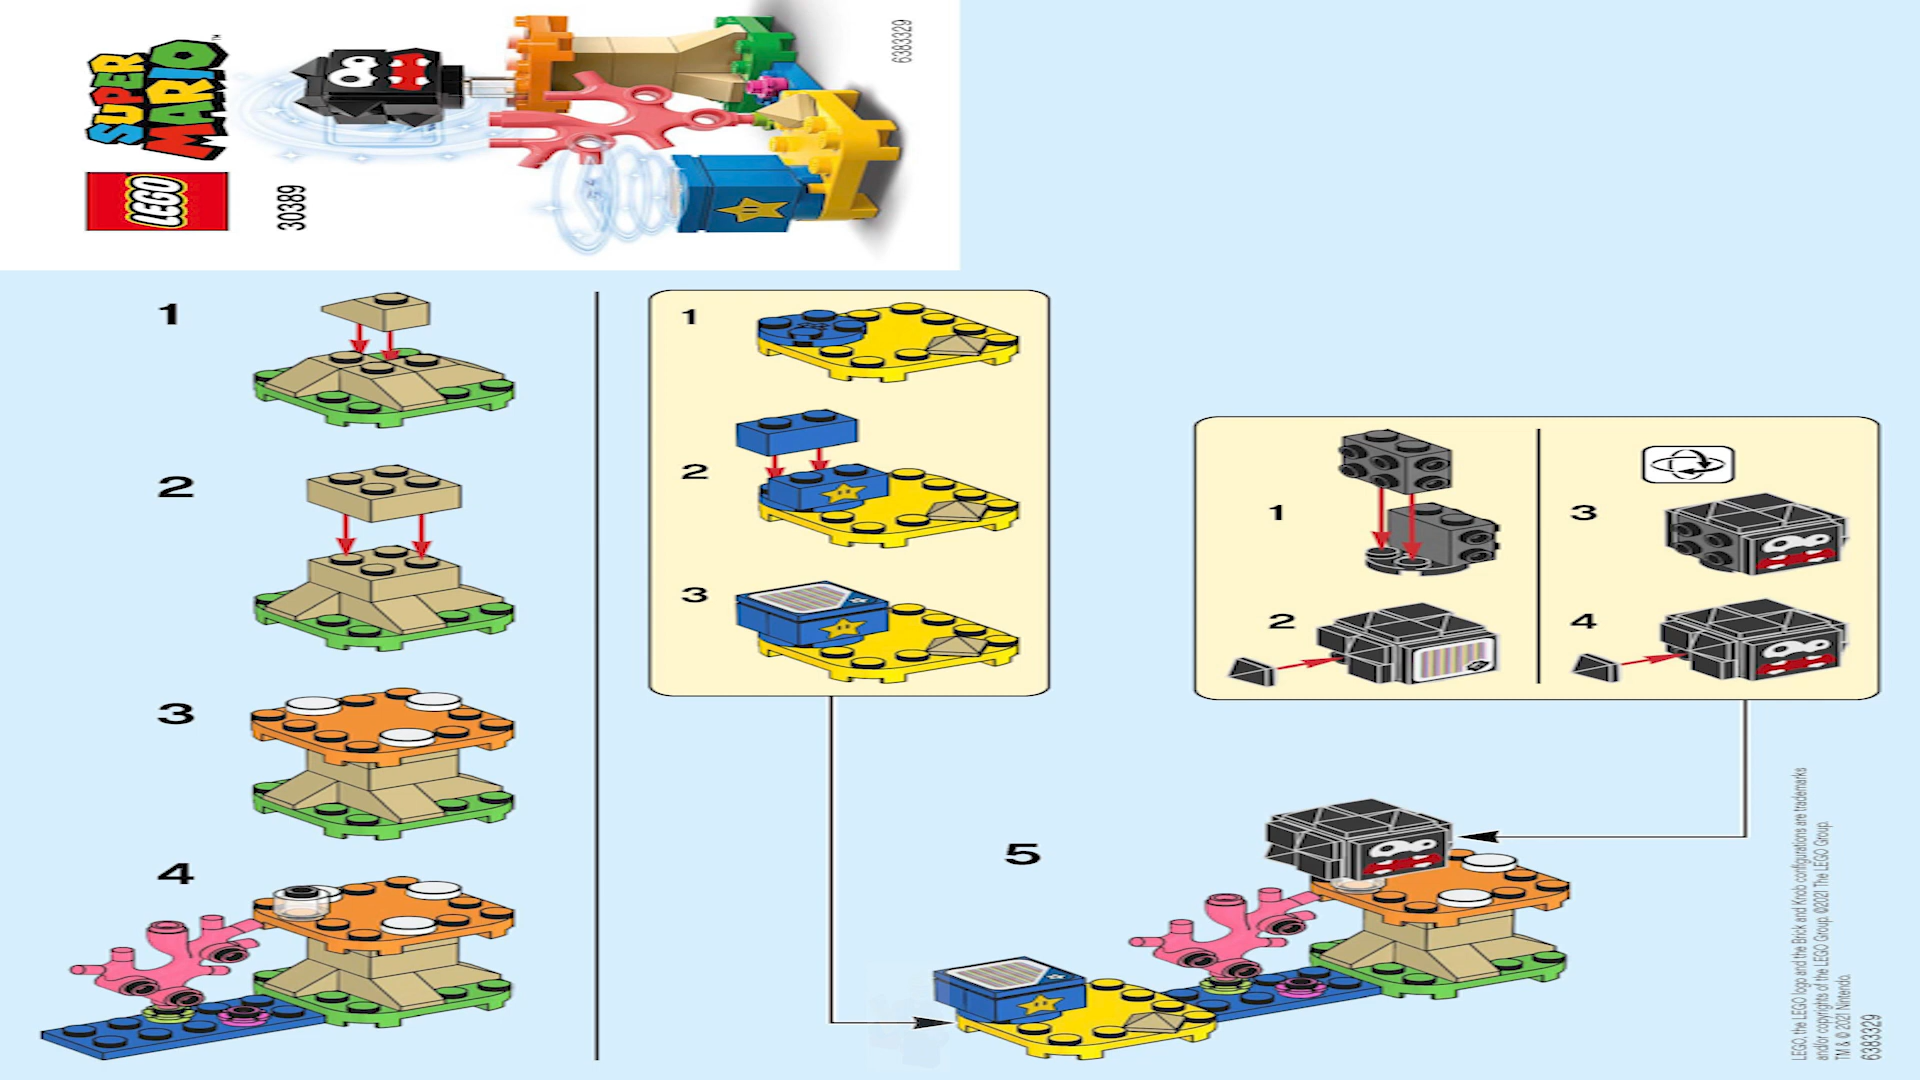 SUPER
MARIO™
LEGO
30389
6383329
1
2
3
4
1
2
3
1
2
3
4
5
LEGO, the LEGO logo and the Brick and Knob configurations are trademarks
and/or copyrights of the LEGO Group. ©2021 The LEGO Group.
TM & © 2021 Nintendo.
6383329